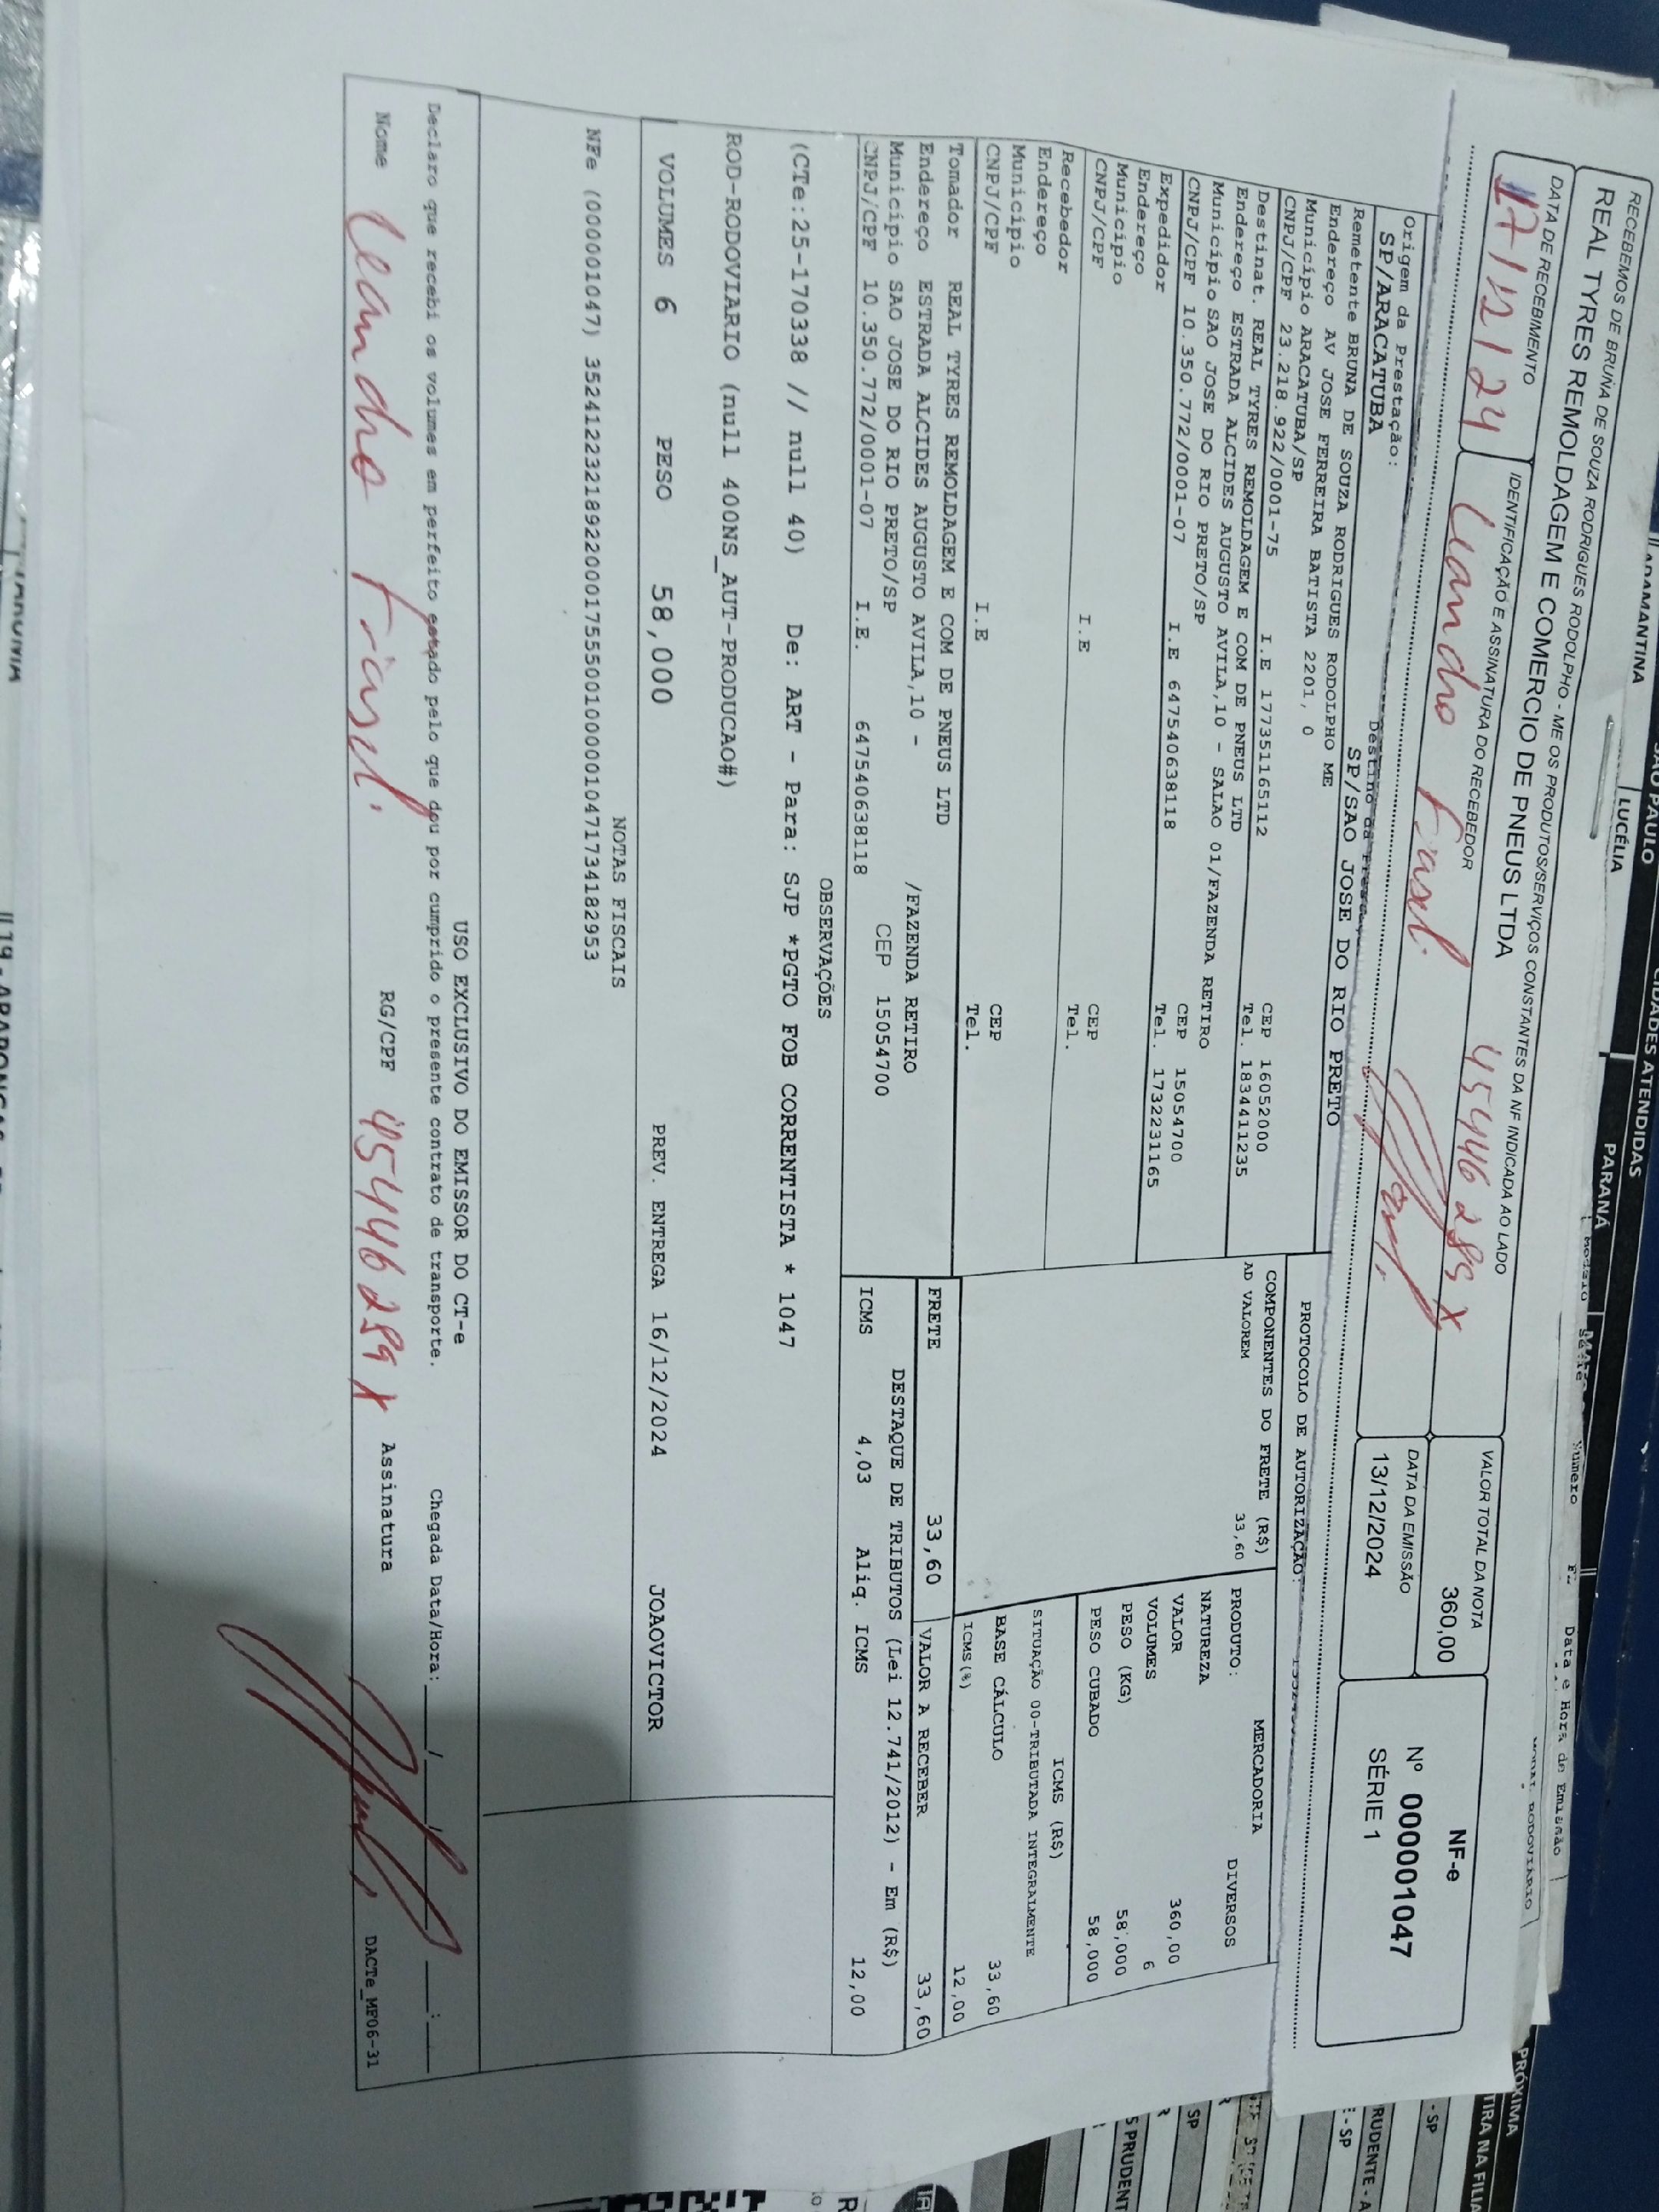 RECEBEMOS DE BRUNA DE SOUZA RODRIGUES RODOLPHO - ME OS PRODUTOS/SERVIÇOS CONSTANTES DA NF INDICADA AO LADO
REAL TYRES REMOLDAGEM E COMERCIO DE PNEUS LTDA
DATA DE RECEBIMENTO
IDENTIFICAÇÃO E ASSINATURA DO RECEBEDOR
17/12/24
Leandro
VALOR TOTAL DA NOTA
360,00
DATA DA EMISSÃO
13/12/2024
NF-e
Nº 000001047
SÉRIE 1
Origem da Prestação:
SP/ARACATUBA
SP/SAO JOSE DO RIO PRETO
PROTOCOLO DE AUTORIZAÇÃO:
Remetente BRUNA DE SOUZA RODRIGUES RODOLPHO ME
Endereço AV JOSE FERREIRA BATISTA 2201, 0
Município ARACATUBA/SP CEP 16052000
CNPJ/CPF 23.218.922/0001-75 I.E 177351165112 Tel. 1834411235
Destinat. REAL TYRES REMOLDAGEM E COM DE PNEUS LTD
Endereço ESTRADA ALCIDES AUGUSTO AVILA,10 - SALAO 01/FAZENDA RETIRO
Município SAO JOSE DO RIO PRETO/SP CEP 15054700
CNPJ/CPF 10.350.772/0001-07 I.E 647540638118 Tel. 1732231165
Expedidor
Endereço
Município CEP
CNPJ/CPF I.E Tel.
Recebedor
Endereço
Município CEP
CNPJ/CPF I.E Tel.
Tomador REAL TYRES REMOLDAGEM E COM DE PNEUS LTD
Endereço ESTRADA ALCIDES AUGUSTO AVILA,10 - /FAZENDA RETIRO
Município SAO JOSE DO RIO PRETO/SP CEP 15054700
CNPJ/CPF 10.350.772/0001-07 I.E. 647540638118
COMPONENTES DO FRETE (R$)
AD VALOREM 33,60
MERCADORIA
PRODUTO: DIVERSOS
NATUREZA
VALOR 360,00
VOLUMES 6
PESO (KG) 58,000
PESO CUBADO 58,000
ICMS (R$)
SITUAÇÃO 00-TRIBUTADA INTEGRALMENTE
BASE CÁLCULO 33,60
ICMS(%) 12,00
FRETE 33,60 VALOR A RECEBER 33,60
DESTAQUE DE TRIBUTOS (Lei 12.741/2012) - Em (R$)
ICMS 4,03 Aliq. ICMS 12,00
OBSERVAÇÕES
(CTe:25-170338 // null 40) De: ART - Para: SJP *PGTO FOB CORRENTISTA * 1047
ROD-RODOVIARIO (null 400NS_AUT-PRODUCAO#)
VOLUMES 6 PESO 58,000 PREV. ENTREGA 16/12/2024 JOAOVICTOR
NOTAS FISCAIS
NFe (000001047) 35241223218922000175550010000010471734182953
USO EXCLUSIVO DO EMISSOR DO CT-e
Declaro que recebi os volumes em perfeito estado pelo que dou por cumprido o presente contrato de transporte. Chegada Data/Hora: / / :
Nome Leandro RG/CPF Assinatura
DACTe_MF06-31
ADAMANTINA
LUCÉLIA
CIDADES ATENDIDAS
PARANÁ
Data e Hora de Emissão